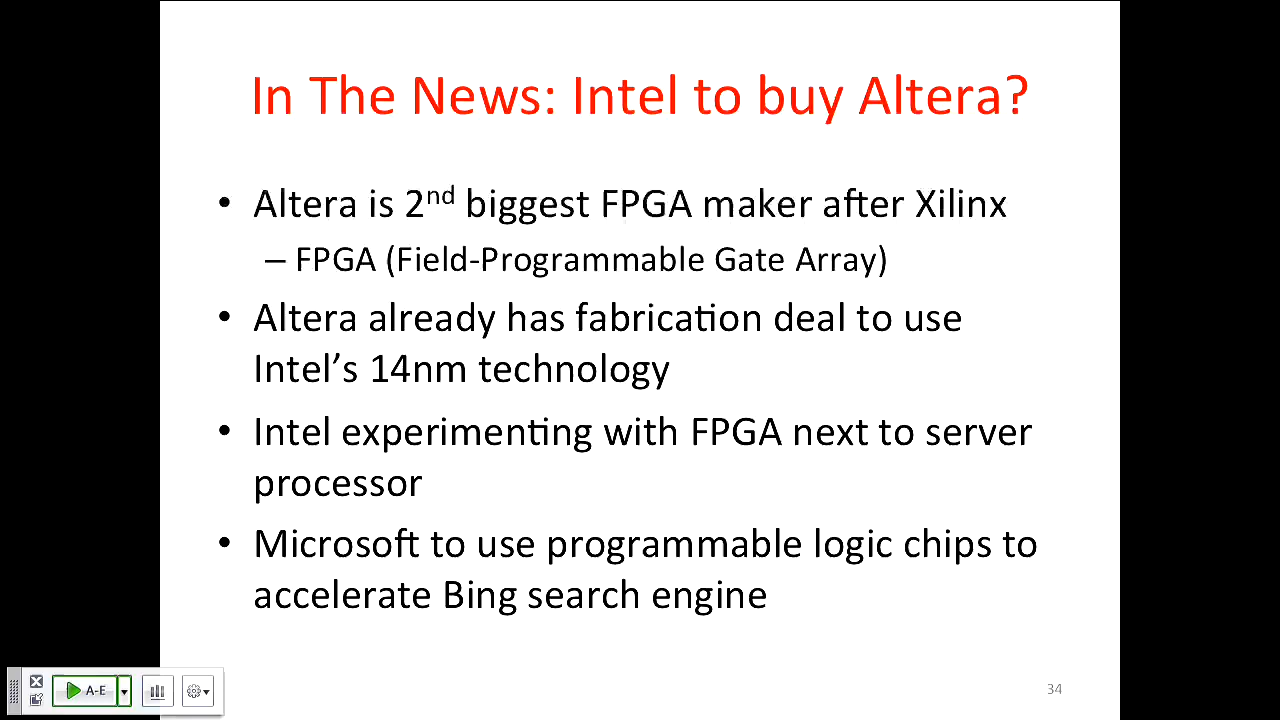 In The News: Intel to buy Altera?
• Altera is 2nd biggest FPGA maker after Xilinx
– FPGA (Field-Programmable Gate Array)
• Altera already has fabrication deal to use
Intel’s 14nm technology
• Intel experimenting with FPGA next to server
processor
• Microsoft to use programmable logic chips to
accelerate Bing search engine
A-E
34